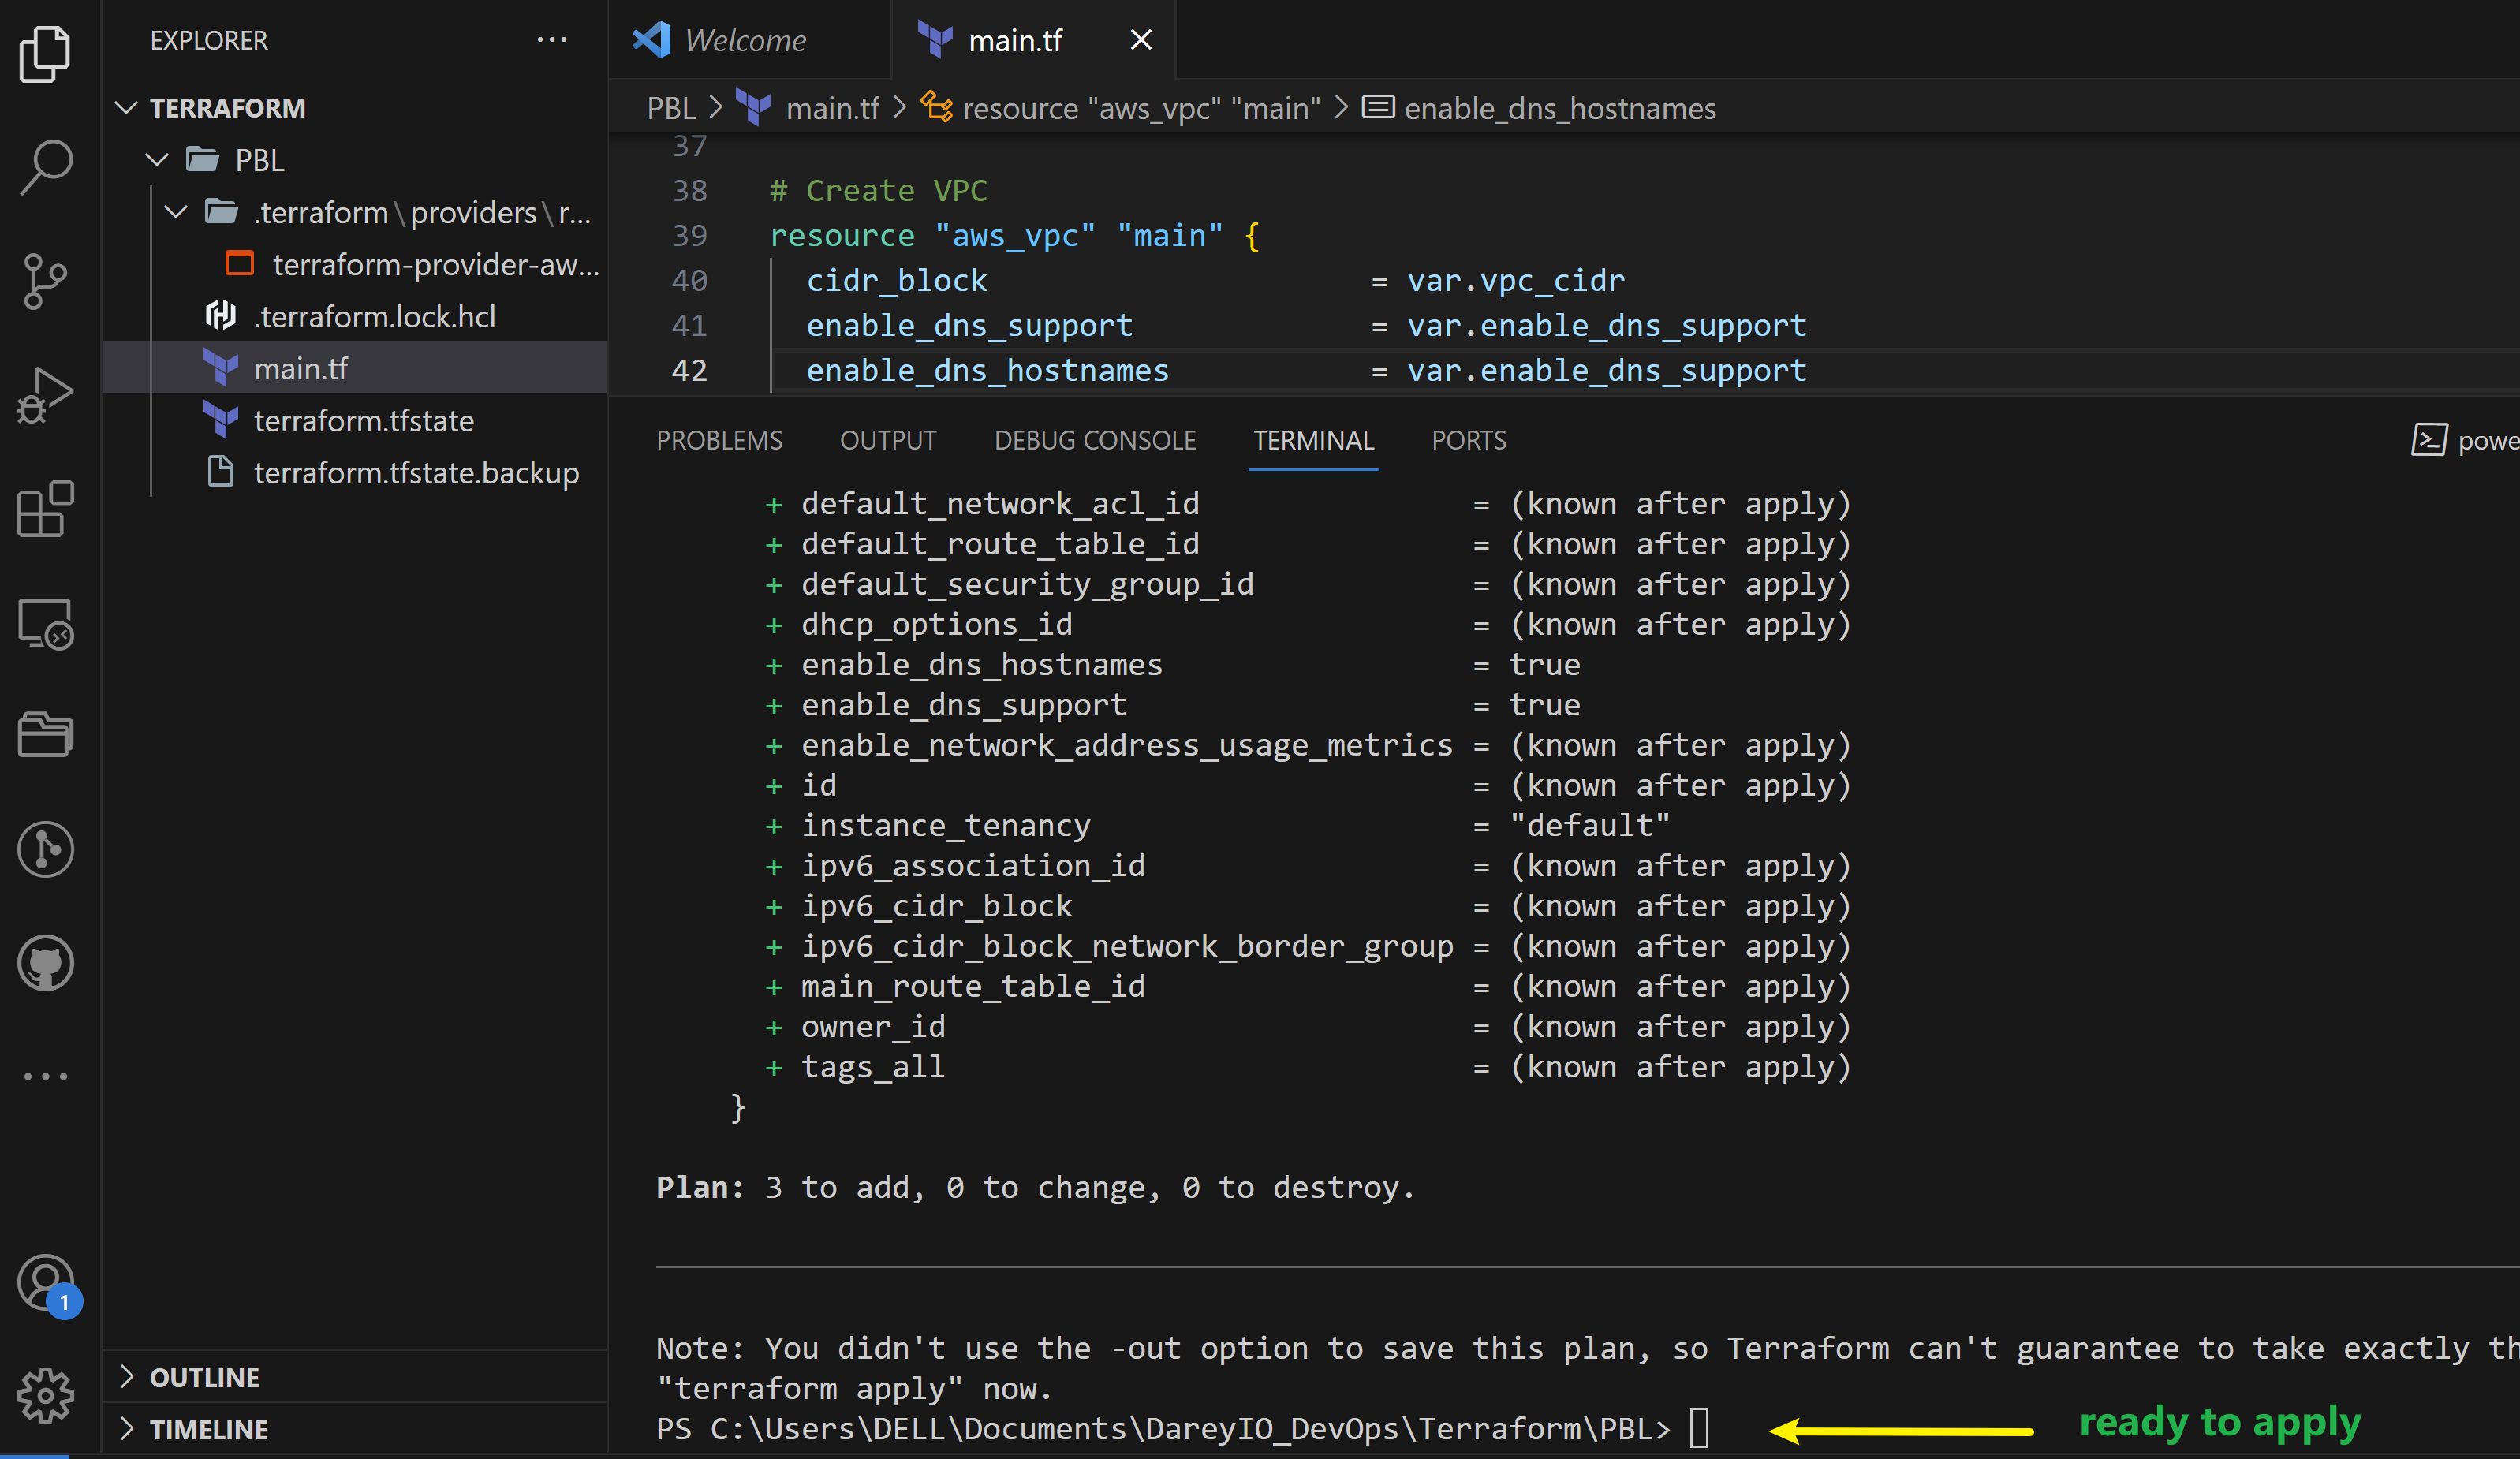 EXPLORER
TERRAFORM
PBL
.terraform\providers\r...
terraform-provider-aw...
.terraform.lock.hcl
main.tf
terraform.tfstate
terraform.tfstate.backup
OUTLINE
TIMELINE
1
Welcome
main.tf
PBL > main.tf > resource "aws_vpc" "main" > enable_dns_hostnames
37
38 # Create VPC
39 resource "aws_vpc" "main" {
40 cidr_block = var.vpc_cidr
41 enable_dns_support = var.enable_dns_support
42 enable_dns_hostnames = var.enable_dns_support
PROBLEMS OUTPUT DEBUG CONSOLE TERMINAL PORTS powe
+ default_network_acl_id = (known after apply)
+ default_route_table_id = (known after apply)
+ default_security_group_id = (known after apply)
+ dhcp_options_id = (known after apply)
+ enable_dns_hostnames = true
+ enable_dns_support = true
+ enable_network_address_usage_metrics = (known after apply)
+ id = (known after apply)
+ instance_tenancy = "default"
+ ipv6_association_id = (known after apply)
+ ipv6_cidr_block = (known after apply)
+ ipv6_cidr_block_network_border_group = (known after apply)
+ main_route_table_id = (known after apply)
+ owner_id = (known after apply)
+ tags_all = (known after apply)
}
Plan: 3 to add, 0 to change, 0 to destroy.
Note: You didn't use the -out option to save this plan, so Terraform can't guarantee to take exactly th
"terraform apply" now.
PS C:\Users\DELL\Documents\DareyIO_DevOps\Terraform\PBL>
ready to apply